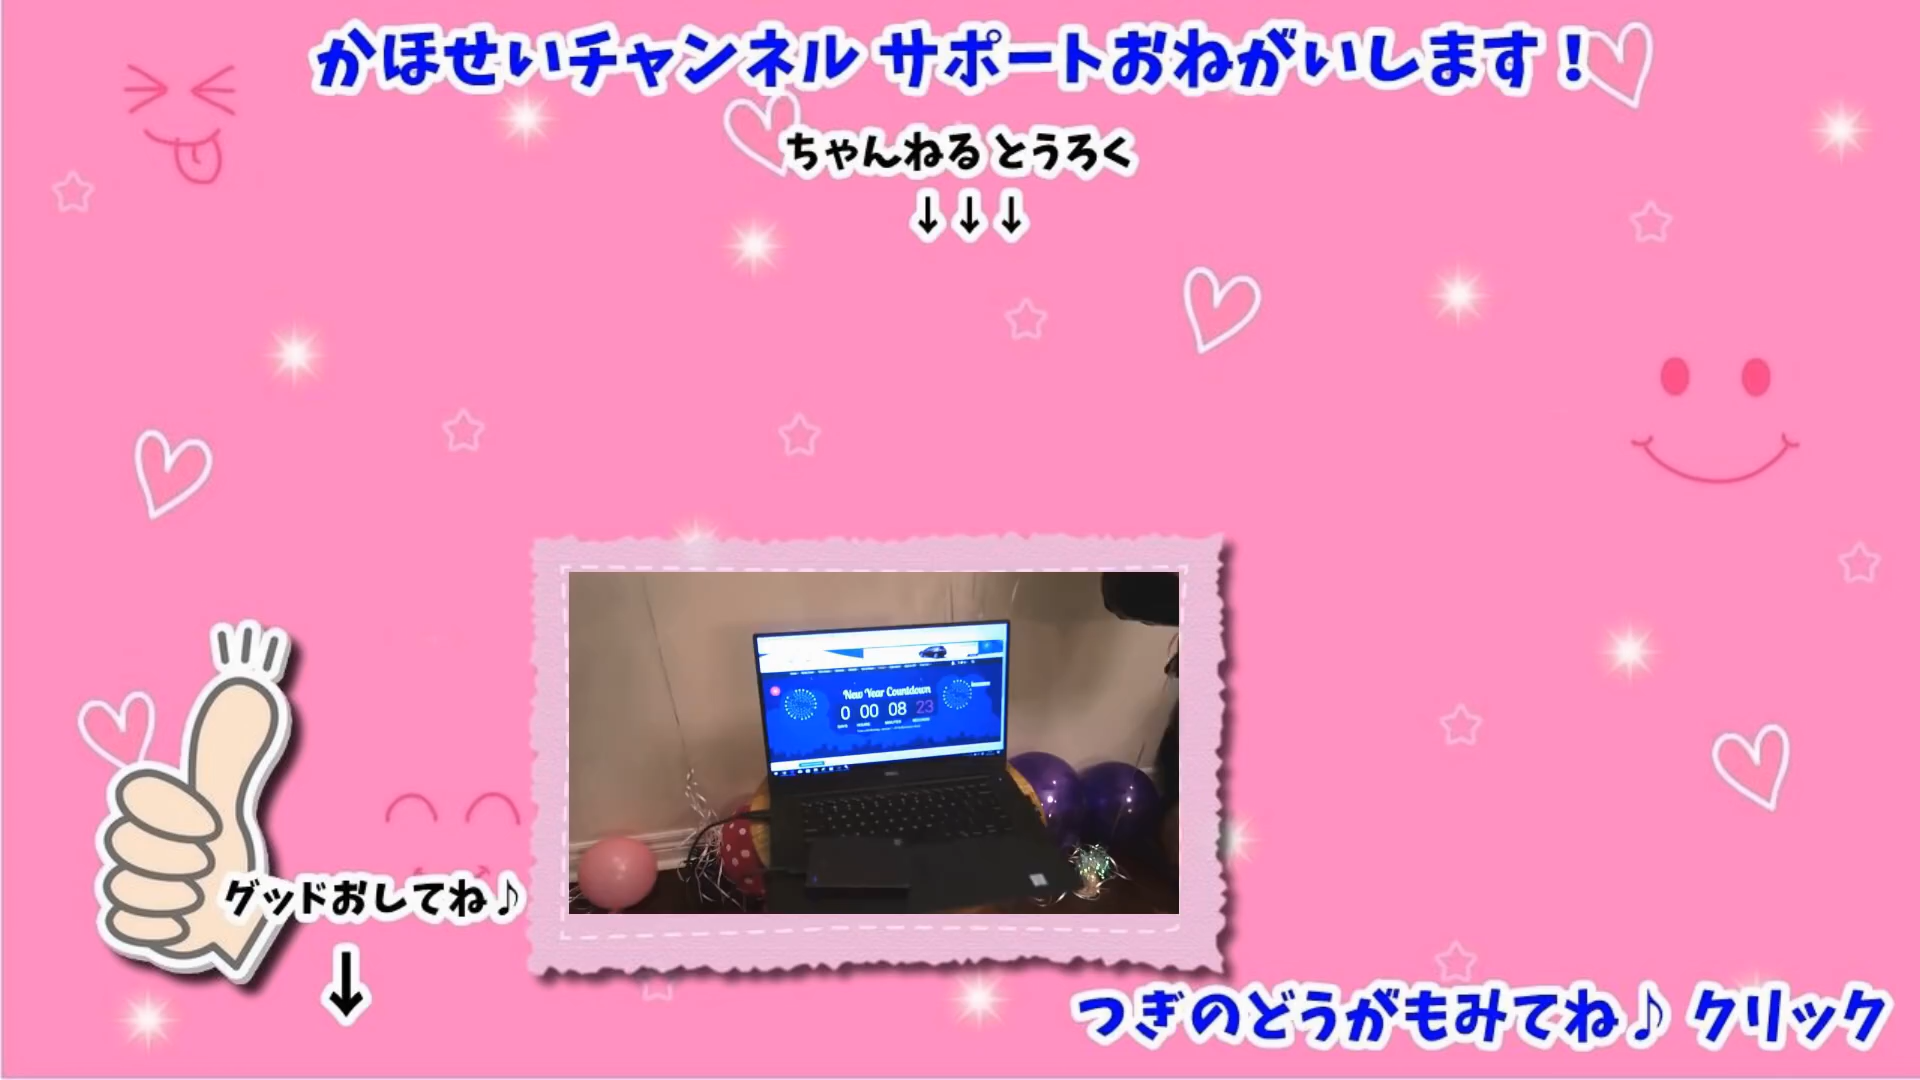 かほせいチャンネル サポートおねがいします！
ちゃんねる とうろく
↓↓↓
New Year Countdown
0 00 08 23
グッドおしてね♪
↓
つぎのどうがもみてね♪ クリック